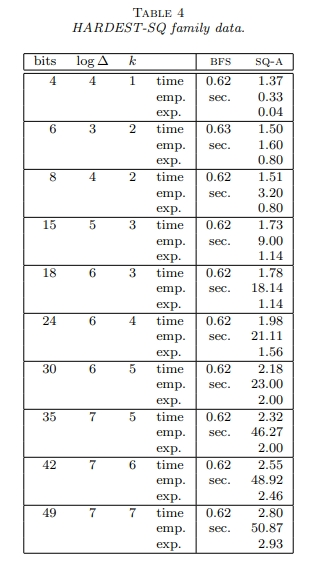 TABLE 4
HARDEST-SQ family data.
bits log Δ k BFS SQ-A
4 4 1 time 0.62 1.37
emp. sec. 0.33
exp. 0.04
6 3 2 time 0.63 1.50
emp. sec. 1.60
exp. 0.80
8 4 2 time 0.62 1.51
emp. sec. 3.20
exp. 0.80
15 5 3 time 0.62 1.73
emp. sec. 9.00
exp. 1.14
18 6 3 time 0.62 1.78
emp. sec. 18.14
exp. 1.14
24 6 4 time 0.62 1.98
emp. sec. 21.11
exp. 1.56
30 6 5 time 0.62 2.18
emp. sec. 23.00
exp. 2.00
35 7 5 time 0.62 2.32
emp. sec. 46.27
exp. 2.00
42 7 6 time 0.62 2.55
emp. sec. 48.92
exp. 2.46
49 7 7 time 0.62 2.80
emp. sec. 50.87
exp. 2.93